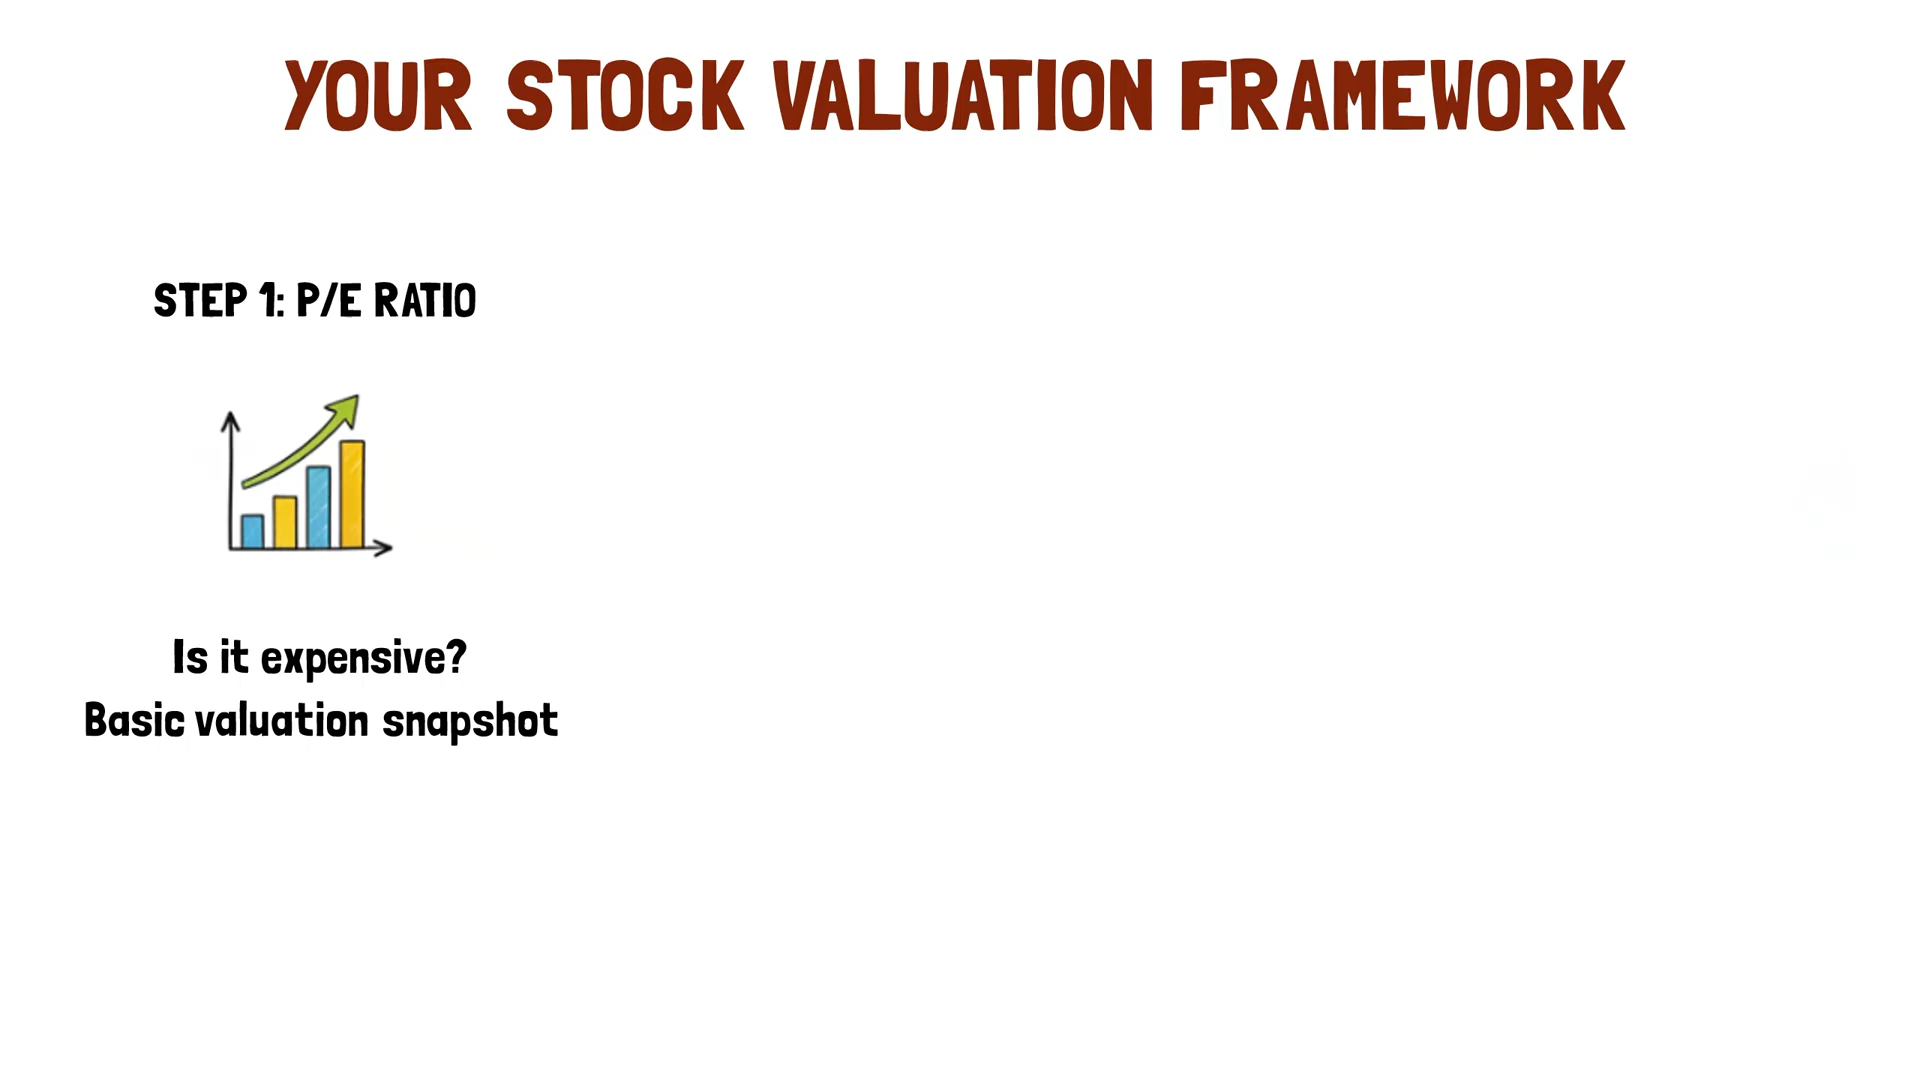 YOUR STOCK VALUATION FRAMEWORK
STEP 1: P/E RATIO
Is it expensive?
Basic valuation snapshot